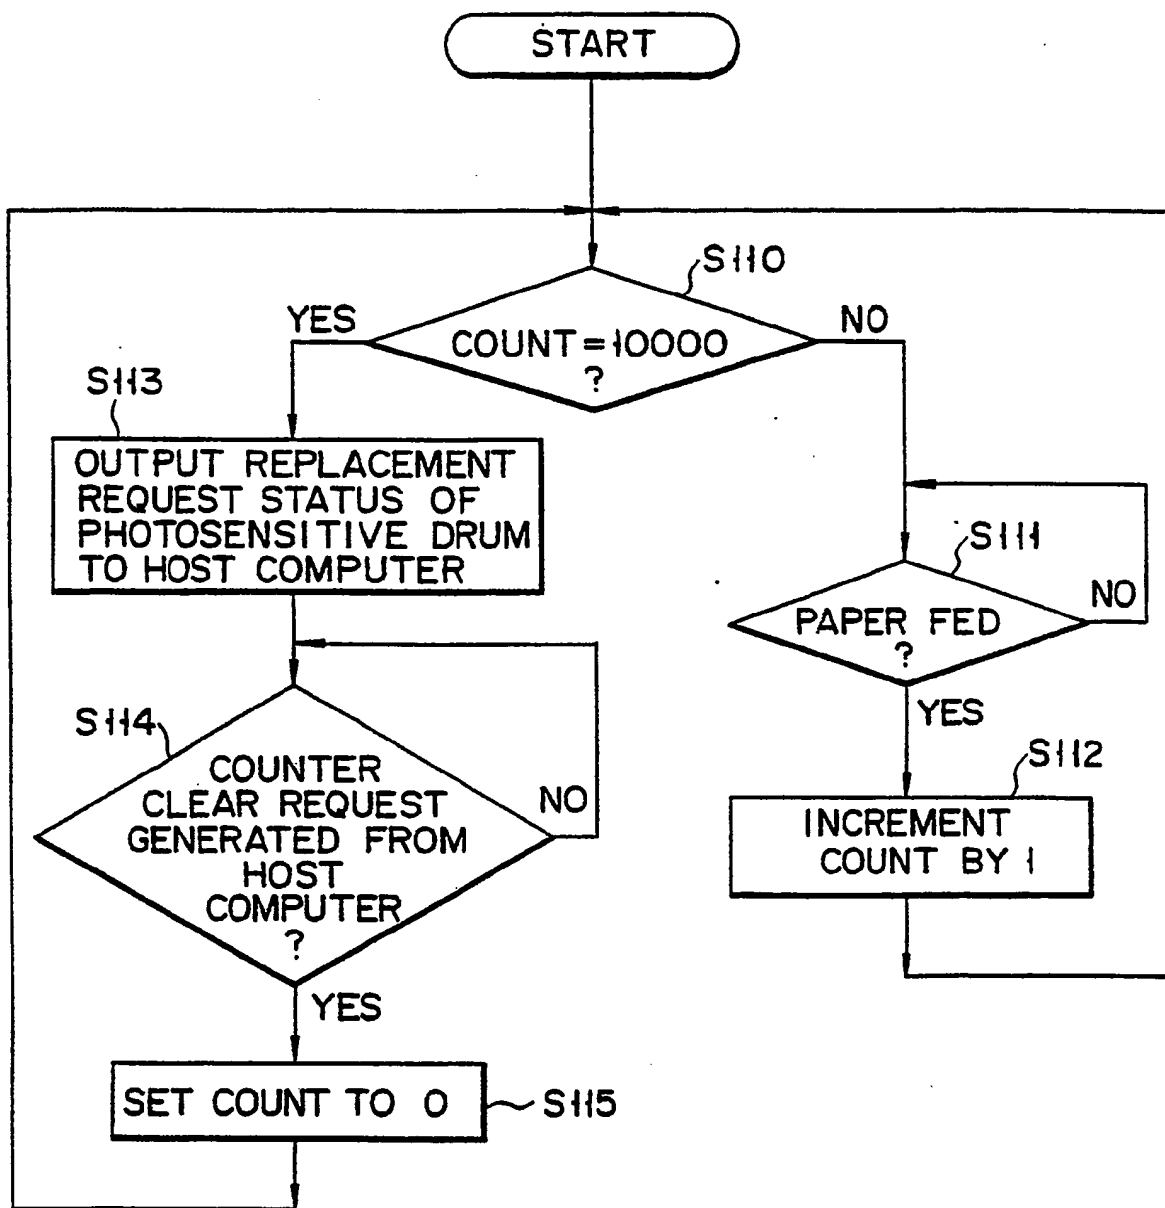 START
S110
YES
COUNT=10000
?
NO
S113
OUTPUT REPLACEMENT
REQUEST STATUS OF
PHOTOSENSITIVE DRUM
TO HOST COMPUTER
S111
PAPER FED
?
NO
YES
S112
INCREMENT
COUNT BY 1
S114
COUNTER
CLEAR REQUEST
GENERATED FROM
HOST
COMPUTER
?
NO
YES
SET COUNT TO 0
S115